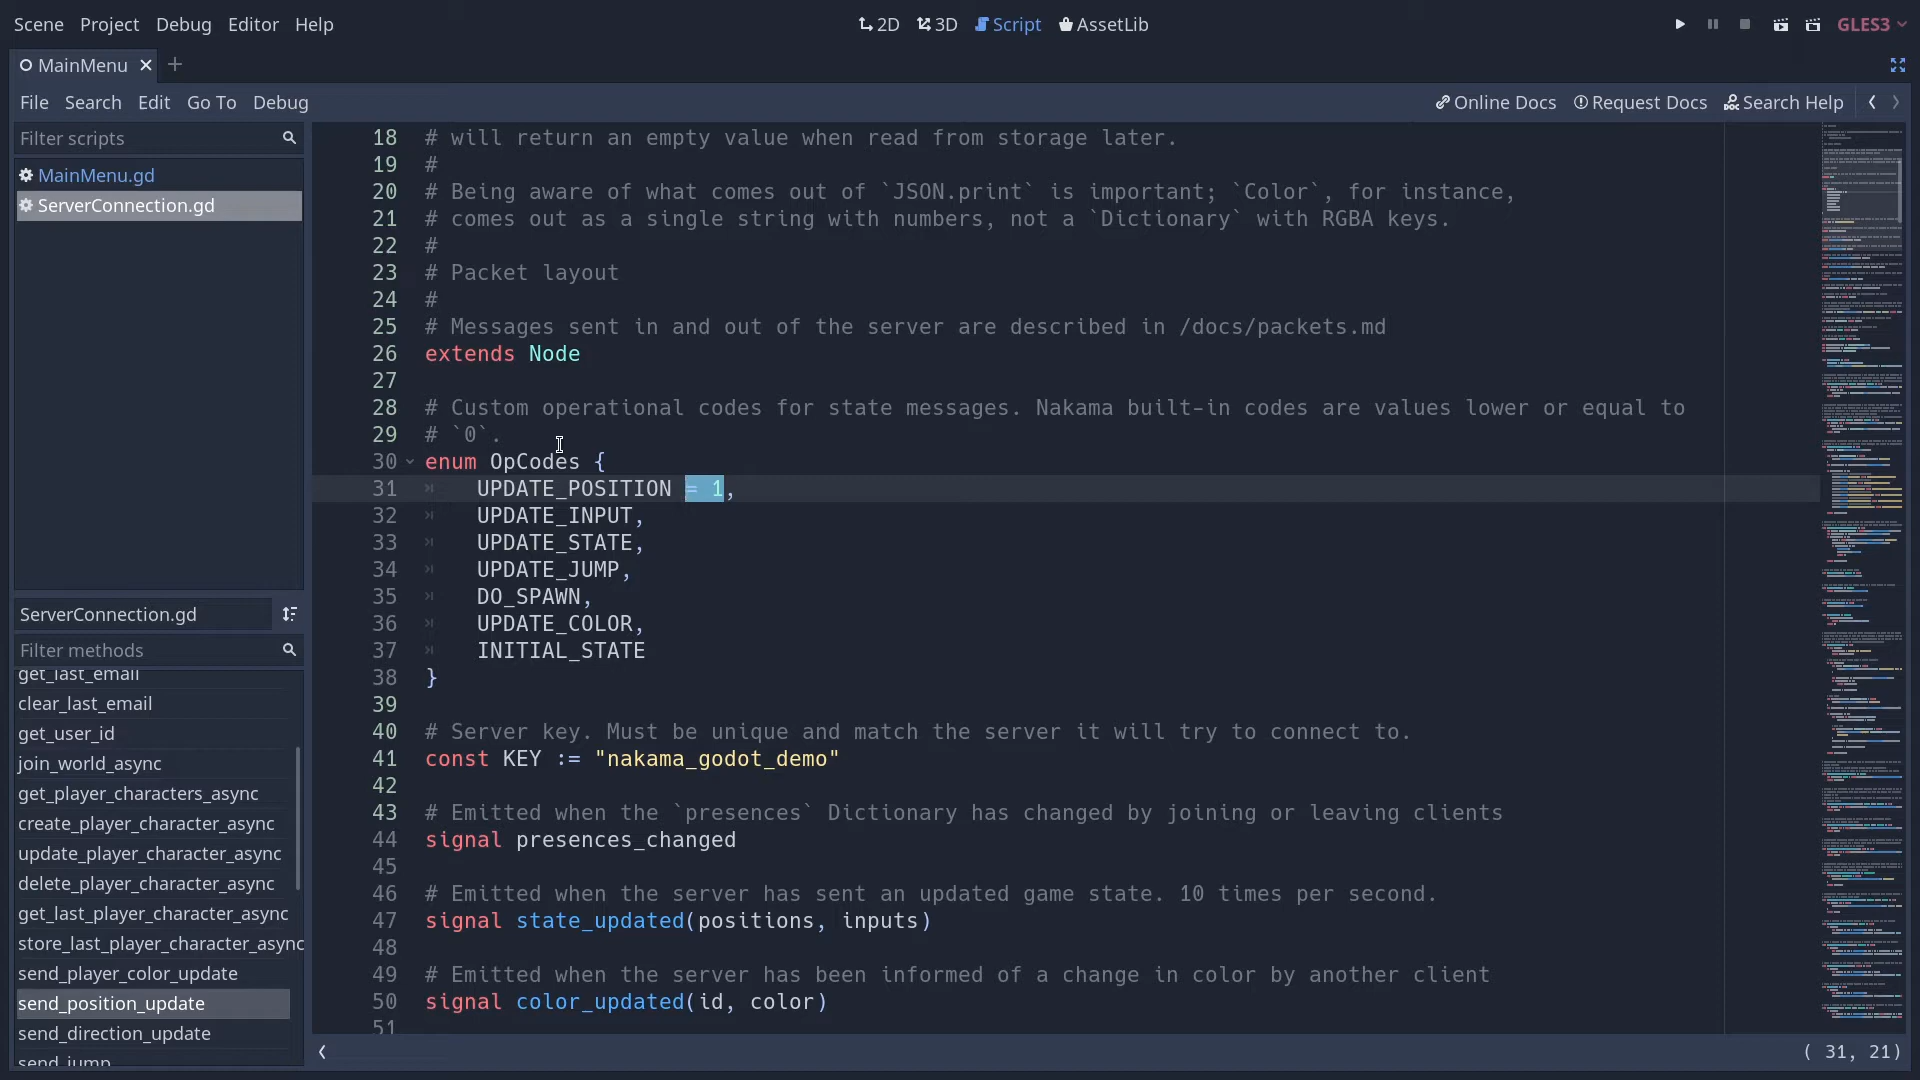 Scene Project Debug Editor Help 2D 3D Script AssetLib GLES3
MainMenu
File Search Edit Go To Debug Online Docs Request Docs Search Help
Filter scripts
MainMenu.gd
ServerConnection.gd
ServerConnection.gd
Filter methods
get_last_email
clear_last_email
get_user_id
join_world_async
get_player_characters_async
create_player_character_async
update_player_character_async
delete_player_character_async
get_last_player_character_async
store_last_player_character_async
send_player_color_update
send_position_update
send_direction_update
send_jump
18 # will return an empty value when read from storage later.
19 #
20 # Being aware of what comes out of `JSON.print` is important; `Color`, for instance,
21 # comes out as a single string with numbers, not a `Dictionary` with RGBA keys.
22 #
23 # Packet layout
24 #
25 # Messages sent in and out of the server are described in /docs/packets.md
26 extends Node
27
28 # Custom operational codes for state messages. Nakama built-in codes are values lower or equal to
29 # `0`.
30 enum OpCodes {
31 UPDATE_POSITION = 1,
32 UPDATE_INPUT,
33 UPDATE_STATE,
34 UPDATE_JUMP,
35 DO_SPAWN,
36 UPDATE_COLOR,
37 INITIAL_STATE
38 }
39
40 # Server key. Must be unique and match the server it will try to connect to.
41 const KEY := "nakama_godot_demo"
42
43 # Emitted when the `presences` Dictionary has changed by joining or leaving clients
44 signal presences_changed
45
46 # Emitted when the server has sent an updated game state. 10 times per second.
47 signal state_updated(positions, inputs)
48
49 # Emitted when the server has been informed of a change in color by another client
50 signal color_updated(id, color)
51
( 31, 21)